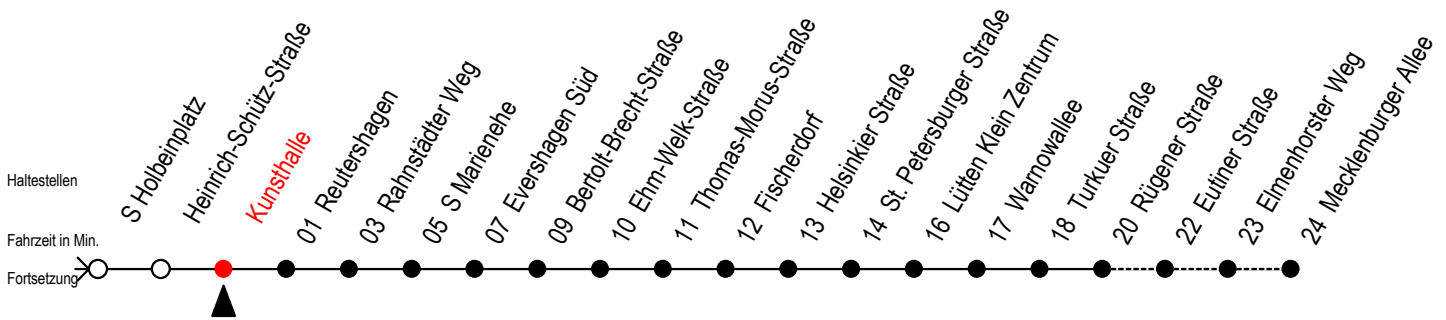 S Holbeinplatz
Heinrich-Schütz-Straße
Kunsthalle
01 Reutershagen
03 Rahnstädter Weg
05 S Marienehe
07 Evershagen Süd
09 Bertolt-Brecht-Straße
10 Ehm-Welk-Straße
11 Thomas-Morus-Straße
12 Fischerdorf
13 Helsinkier Straße
14 St. Petersburger Straße
16 Lütten Klein Zentrum
17 Warnowallee
18 Turkuer Straße
20 Rügener Straße
22 Eutiner Straße
23 Elmenhorster Weg
24 Mecklenburger Allee
Haltestellen
Fahrzeit in Min.
Fortsetzung